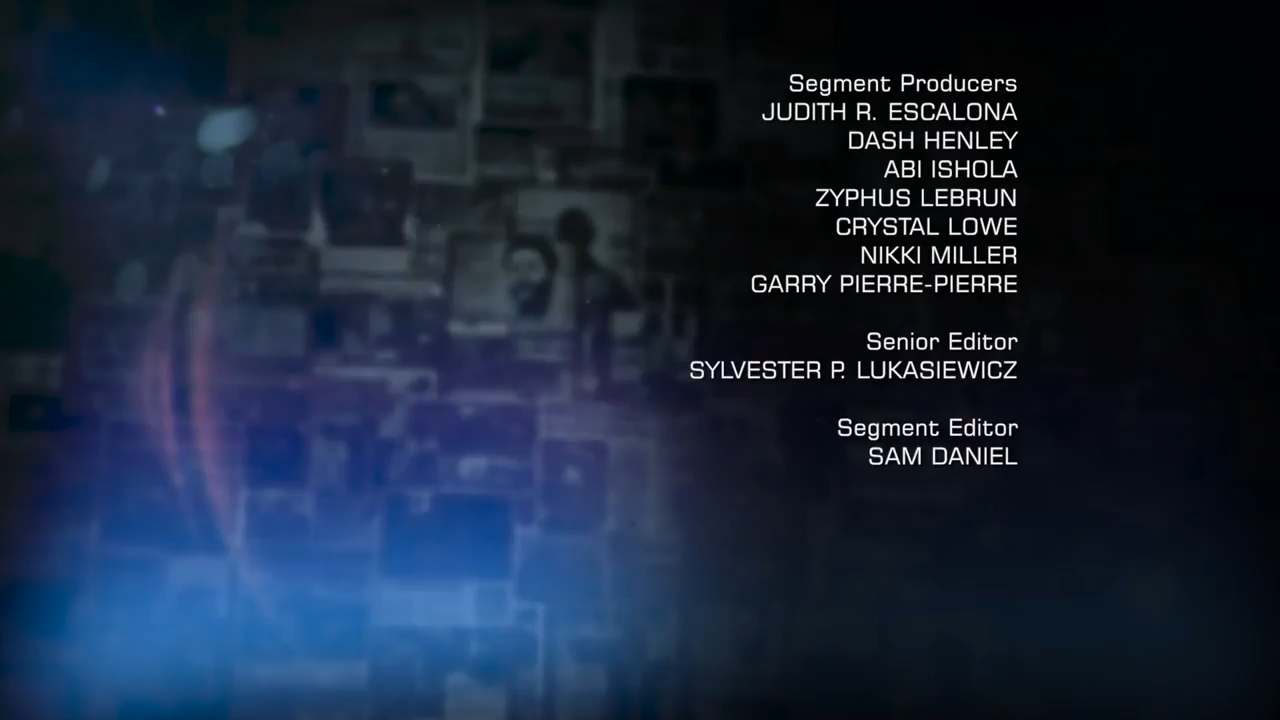 Segment Producers
JUDITH R. ESCALONA
DASH HENLEY
ABI ISHOLA
ZYPHUS LEBRUN
CRYSTAL LOWE
NIKKI MILLER
GARRY PIERRE-PIERRE
Senior Editor
SYLVESTER P. LUKASIEWICZ
Segment Editor
SAM DANIEL